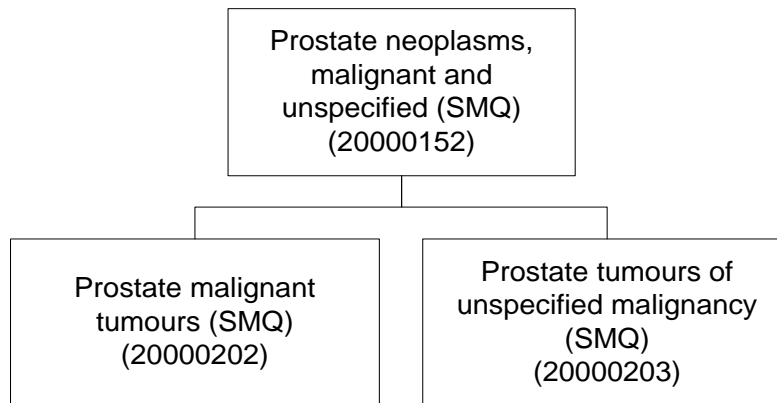 Prostate neoplasms,
malignant and
unspecified (SMQ)
(20000152)
Prostate malignant
tumours (SMQ)
(20000202)
Prostate tumours of
unspecified malignancy
(SMQ)
(20000203)